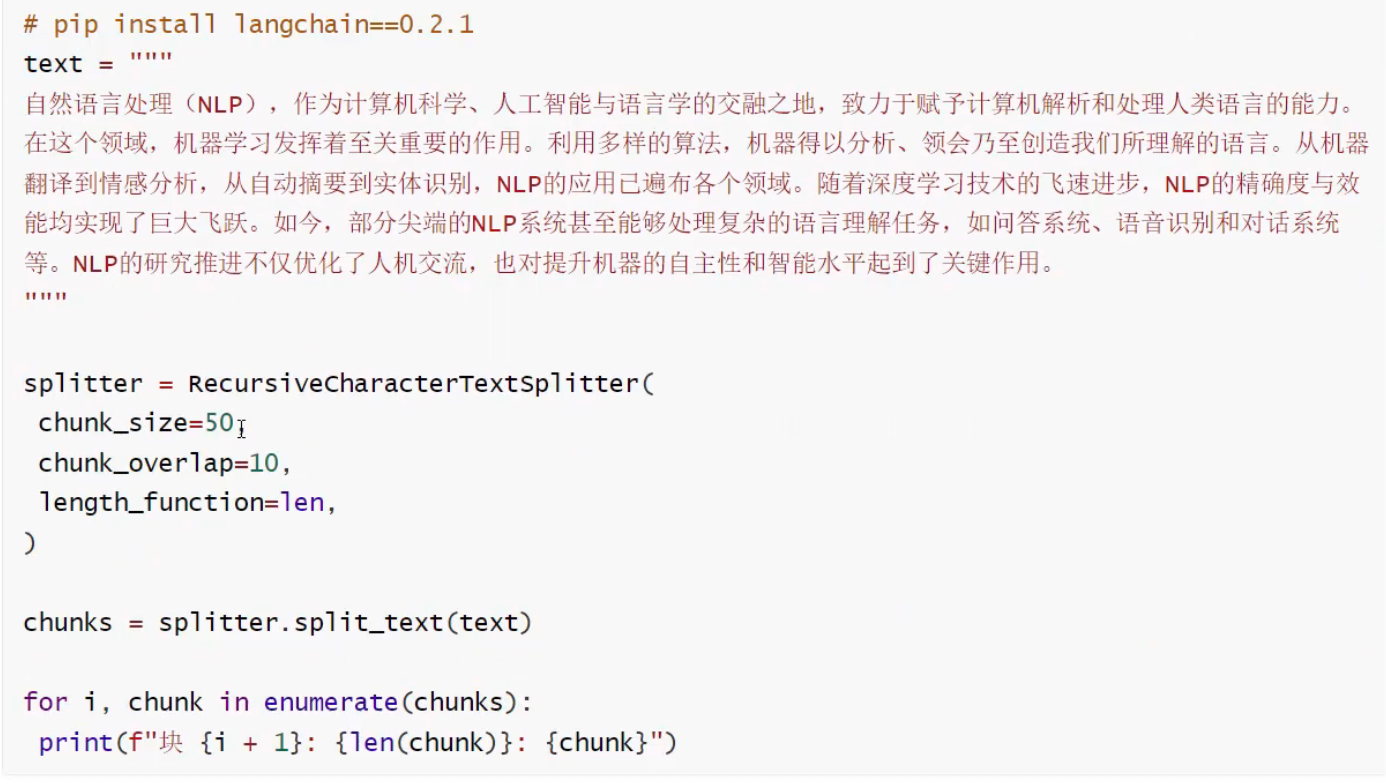 # pip install langchain==0.2.1
text = """
自然语言处理（NLP），作为计算机科学、人工智能与语言学的交融之地，致力于赋予计算机解析和处理人类语言的能力。
在这个领域，机器学习发挥着至关重要的作用。利用多样的算法，机器得以分析、领会乃至创造我们所理解的语言。从机器
翻译到情感分析，从自动摘要到实体识别，NLP的应用已遍布各个领域。随着深度学习技术的飞速进步，NLP的精确度与效
能均实现了巨大飞跃。如今，部分尖端的NLP系统甚至能够处理复杂的语言理解任务，如问答系统、语音识别和对话系统
等。NLP的研究推进不仅优化了人机交流，也对提升机器的自主性和智能水平起到了关键作用。
"""
splitter = RecursiveCharacterTextSplitter(
 chunk_size=50,
 chunk_overlap=10,
 length_function=len,
)
chunks = splitter.split_text(text)
for i, chunk in enumerate(chunks):
 print(f"块 {i + 1}: {len(chunk)}: {chunk}")